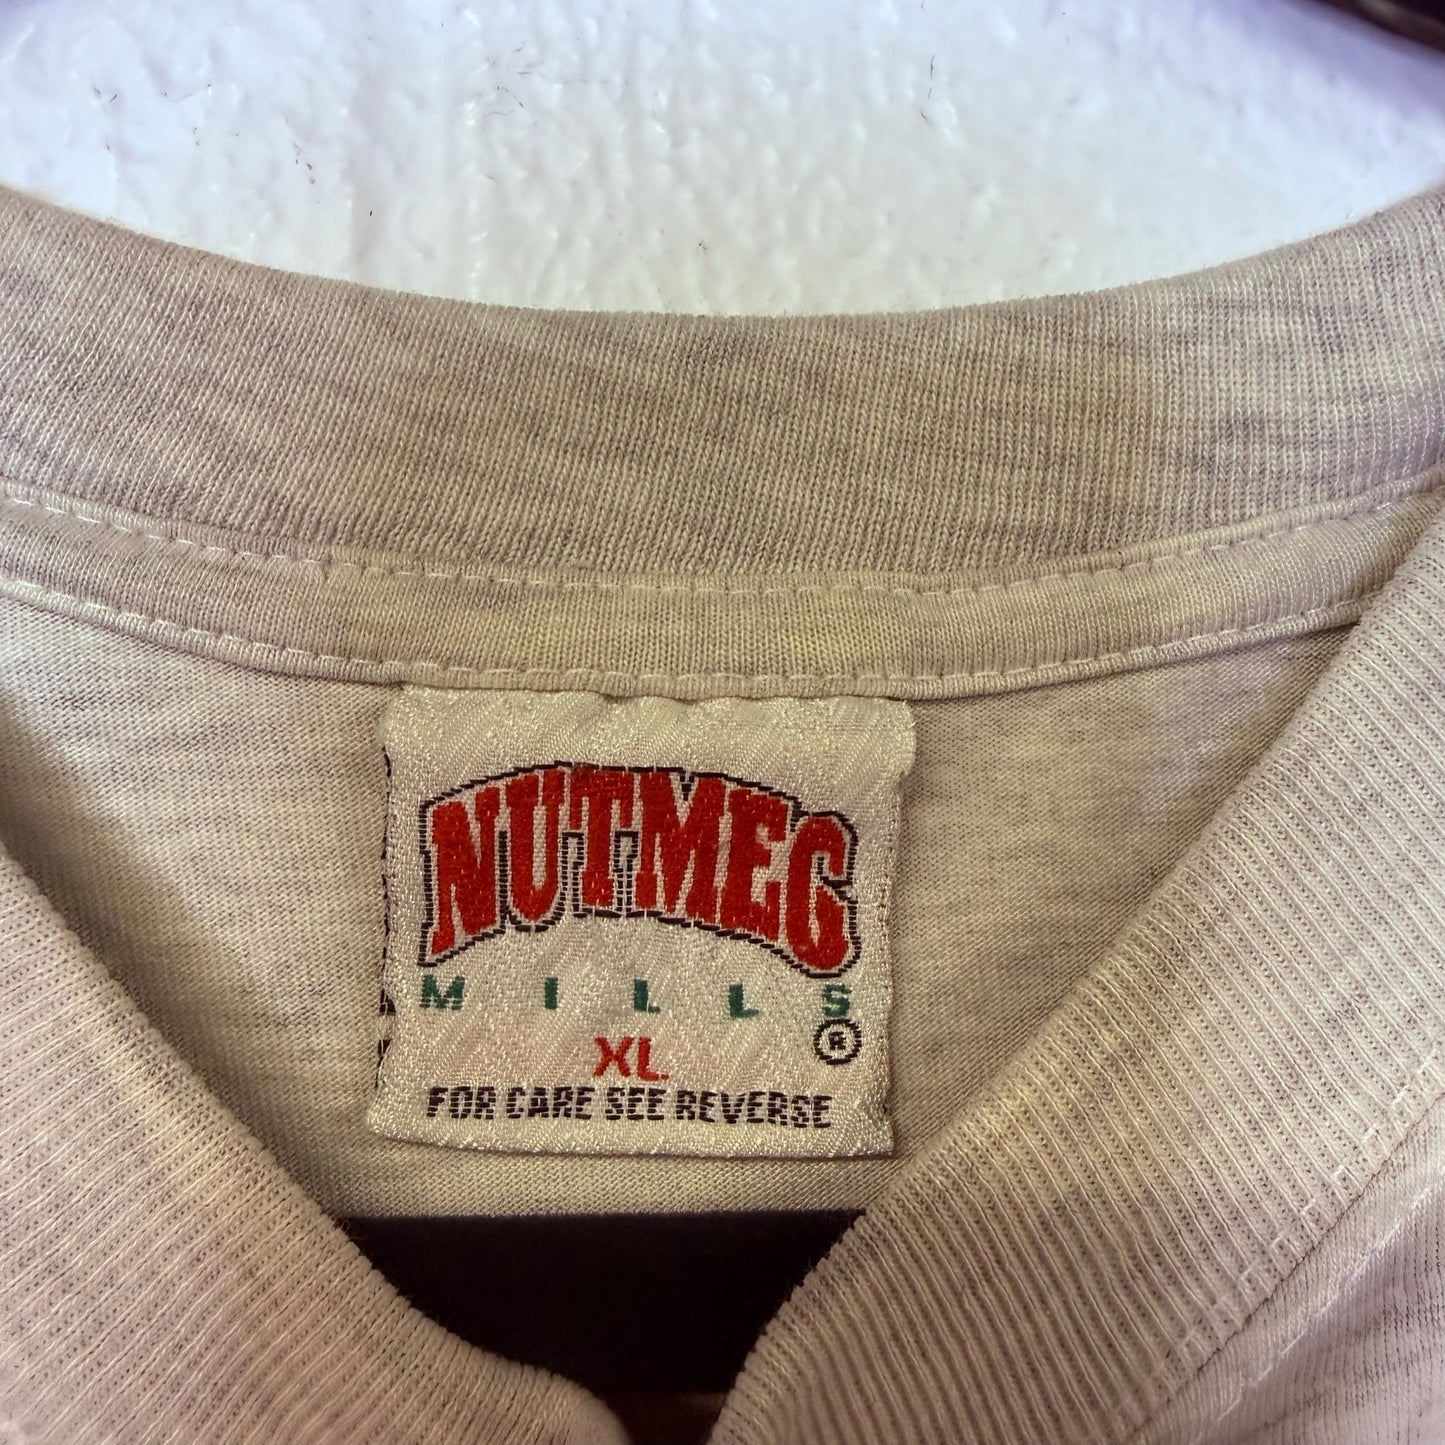 NUTMEG
MILLS
®
XL
FOR CARE SEE REVERSE